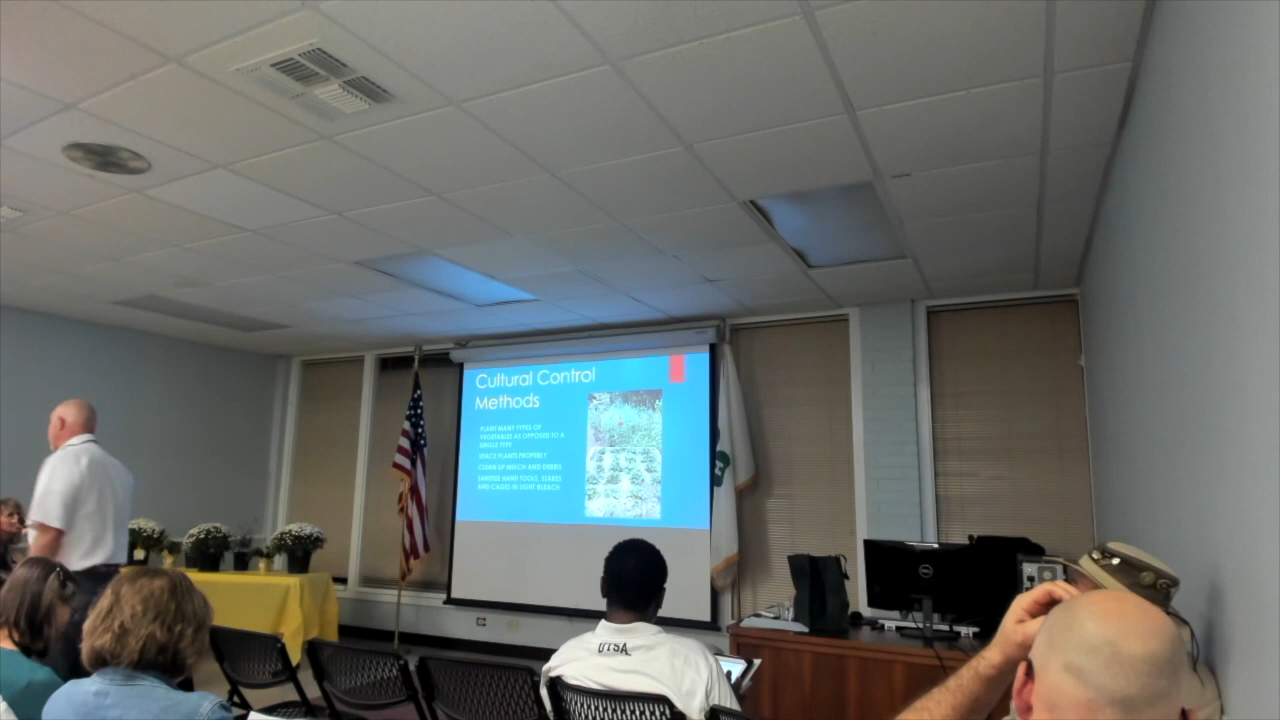 Cultural Control
Methods
PLANT MANY TYPES OF
VEGETABLES AS OPPOSED TO A
SINGLE TYPE
SPACE PLANTS PROPERLY
CLEAN UP MULCH AND DEBRIS
SANITIZE HAND TOOLS, STAKES
AND CAGES IN LIGHT BLEACH
UTSA
DELL